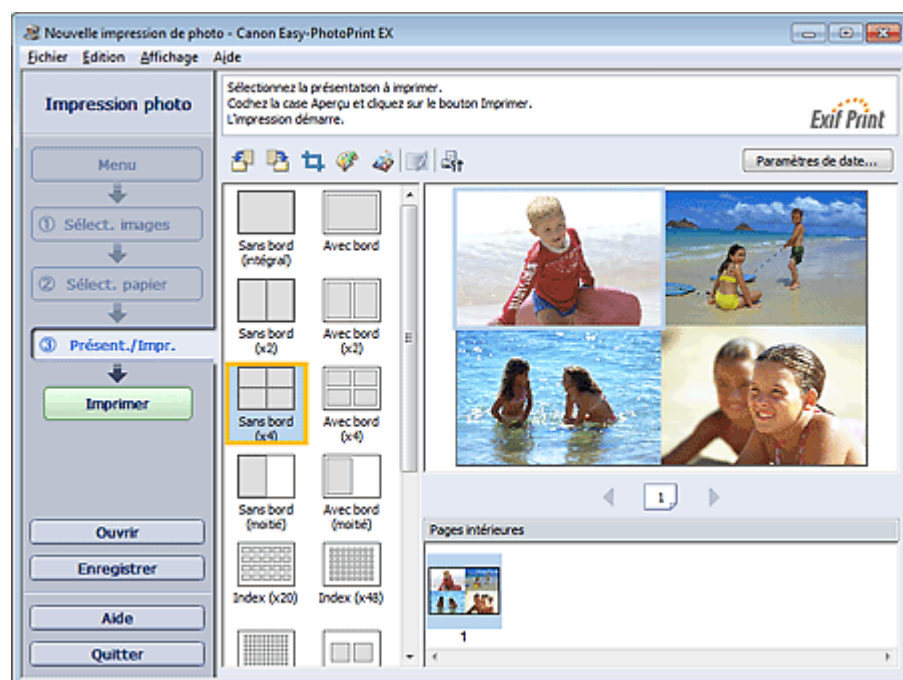 Nouvelle impression de photo - Canon Easy-PhotoPrint EX
Fichier Édition Affichage Ajde
Impression photo
Sélectionnez la présentation à imprimer.
Cochez la case Aperçu et cliquez sur le bouton Imprimer.
L'impression démarre.
Exif Print
Menu
Paramètres de date...
① Sélect. images
② Sélect. papier
③ Présent./Impr.
Imprimer
Ouvrir
Enregistrer
Aide
Quitter
Sans bord
(intégral)
Avec bord
Sans bord
(x2)
Avec bord
(x2)
Sans bord
(x4)
Avec bord
(x4)
Sans bord
(moitié)
Avec bord
(moitié)
Index (x20)
Index (x48)
1
Pages intérieures
1